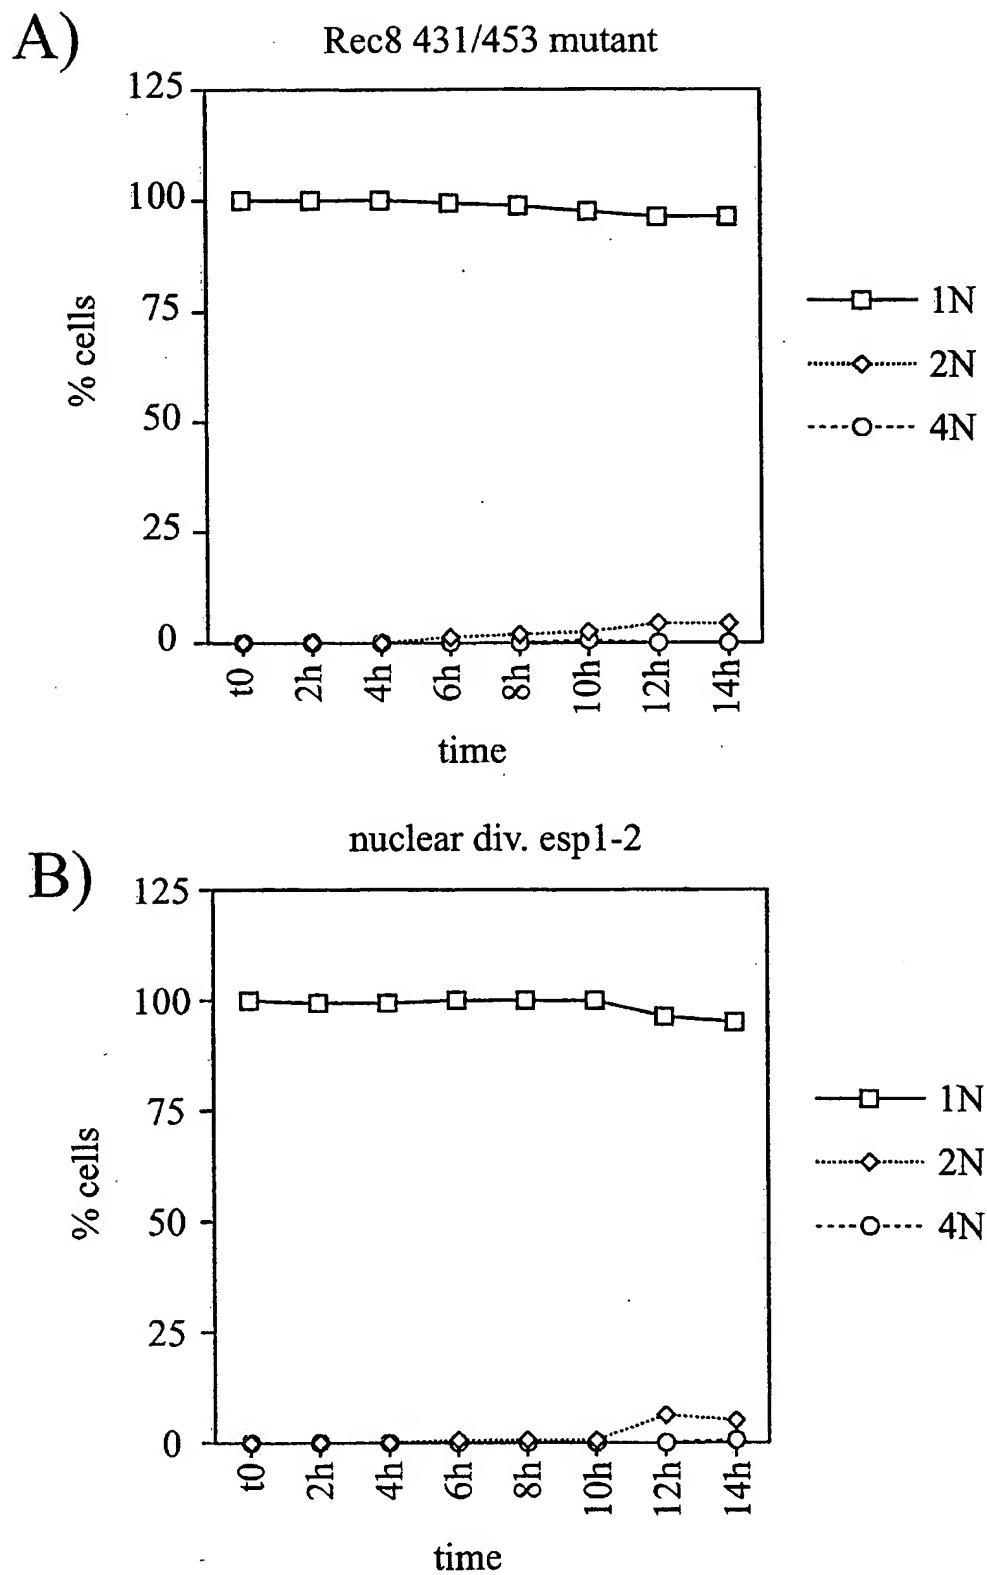 A)
Rec8 431/453 mutant
125
100
75
50
25
0
% cells
t0 2h 4h 6h 8h 10h 12h 14h
time
1N
2N
4N
B)
nuclear div. esp1-2
125
100
75
50
25
0
% cells
t0 2h 4h 6h 8h 10h 12h 14h
time
1N
2N
4N